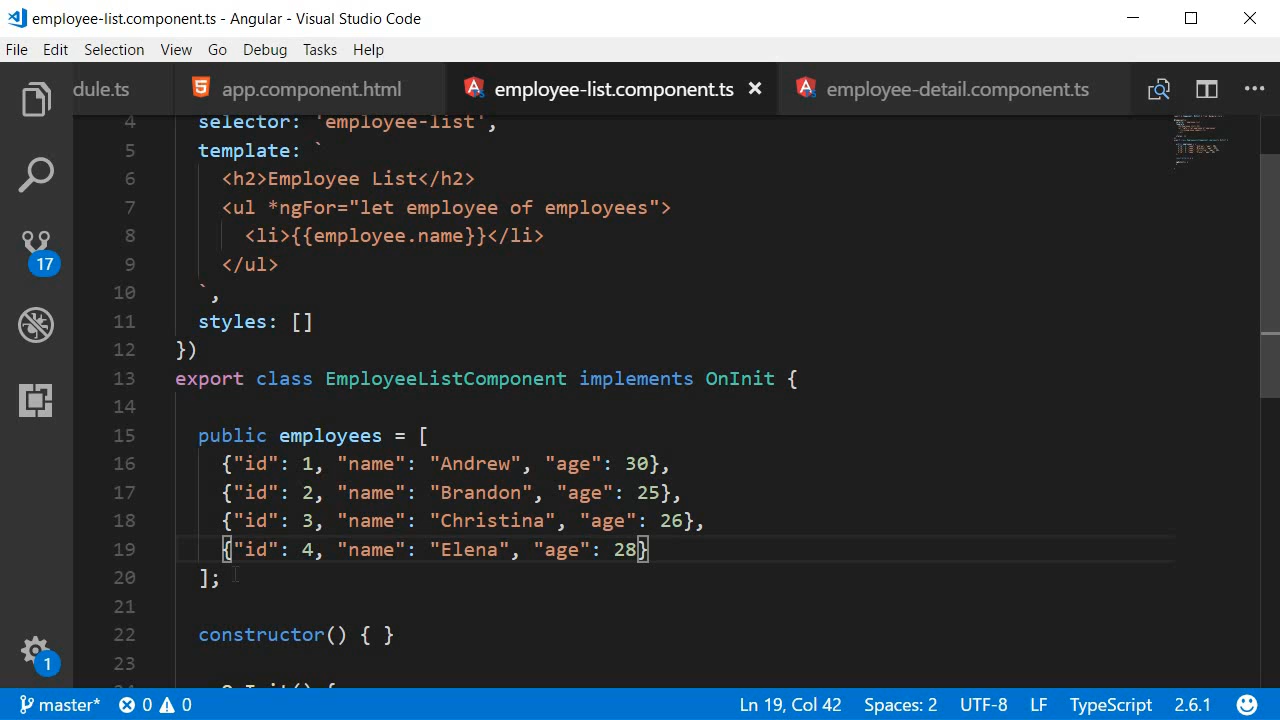 employee-list.component.ts - Angular - Visual Studio Code
File Edit Selection View Go Debug Tasks Help
dule.ts app.component.html employee-list.component.ts employee-detail.component.ts
4 selector: 'employee-list',
5 template: `
6 <h2>Employee List</h2>
7 <ul *ngFor="let employee of employees">
8 <li>{{employee.name}}</li>
9 </ul>
10 `,
11 styles: []
12 })
13 export class EmployeeListComponent implements OnInit {
14
15 public employees = [
16 {"id": 1, "name": "Andrew", "age": 30},
17 {"id": 2, "name": "Brandon", "age": 25},
18 {"id": 3, "name": "Christina", "age": 26},
19 {"id": 4, "name": "Elena", "age": 28}
20 ];
21
22 constructor() { }
23
17
1
master* 0 0 Ln 19, Col 42 Spaces: 2 UTF-8 LF TypeScript 2.6.1